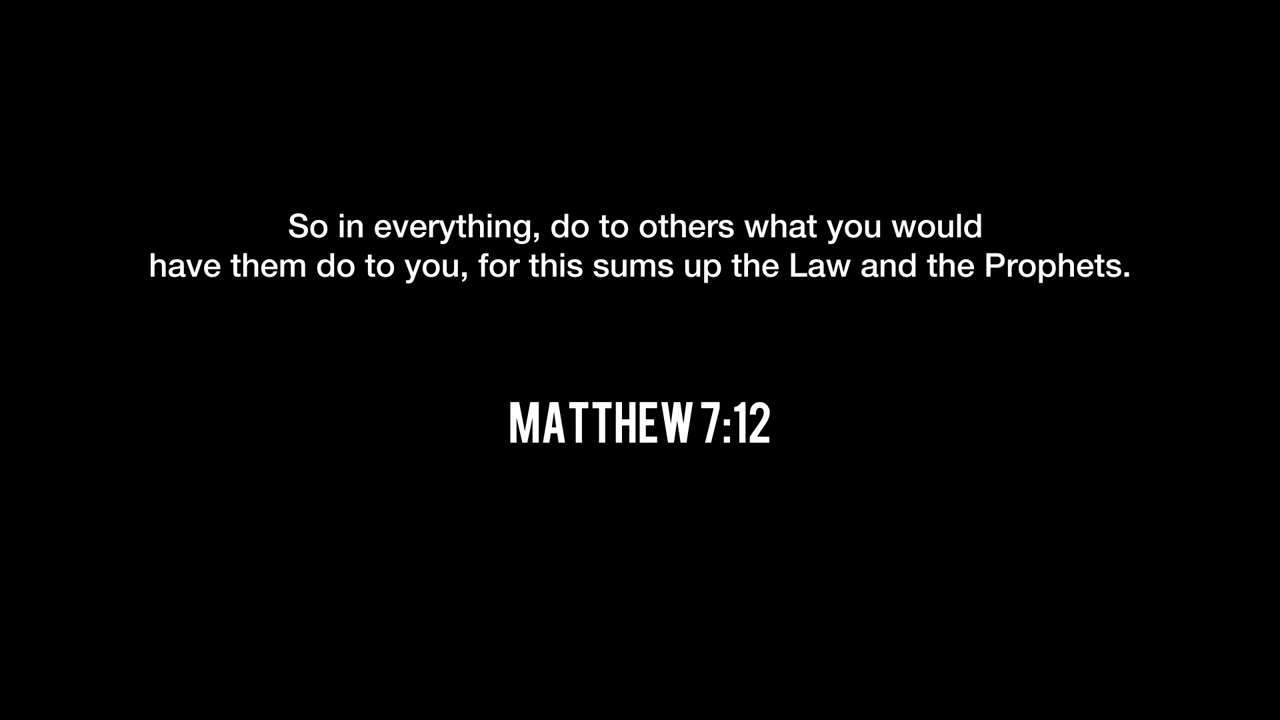 So in everything, do to others what you would
have them do to you, for this sums up the Law and the Prophets.
MATTHEW 7:12